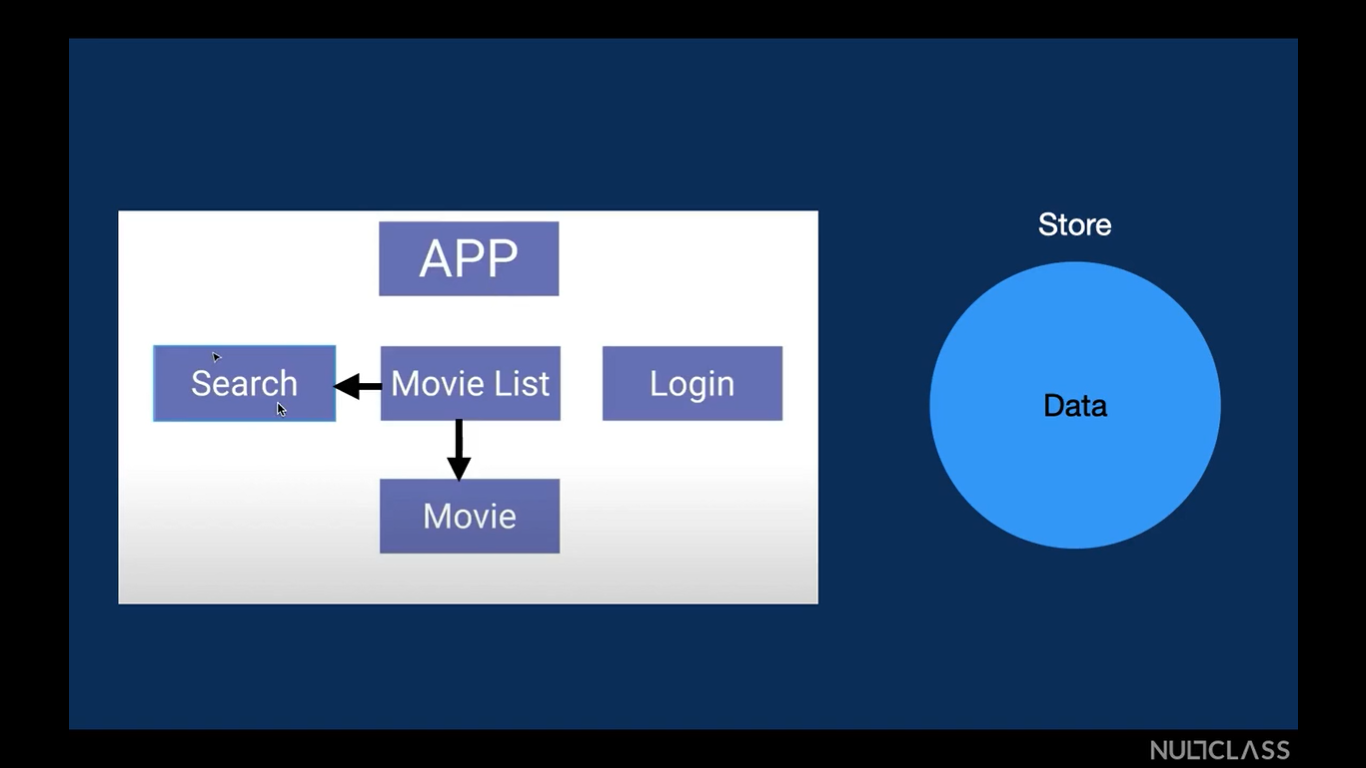 APP
Store
Search
Movie List
Login
Data
Movie
NULLCLASS